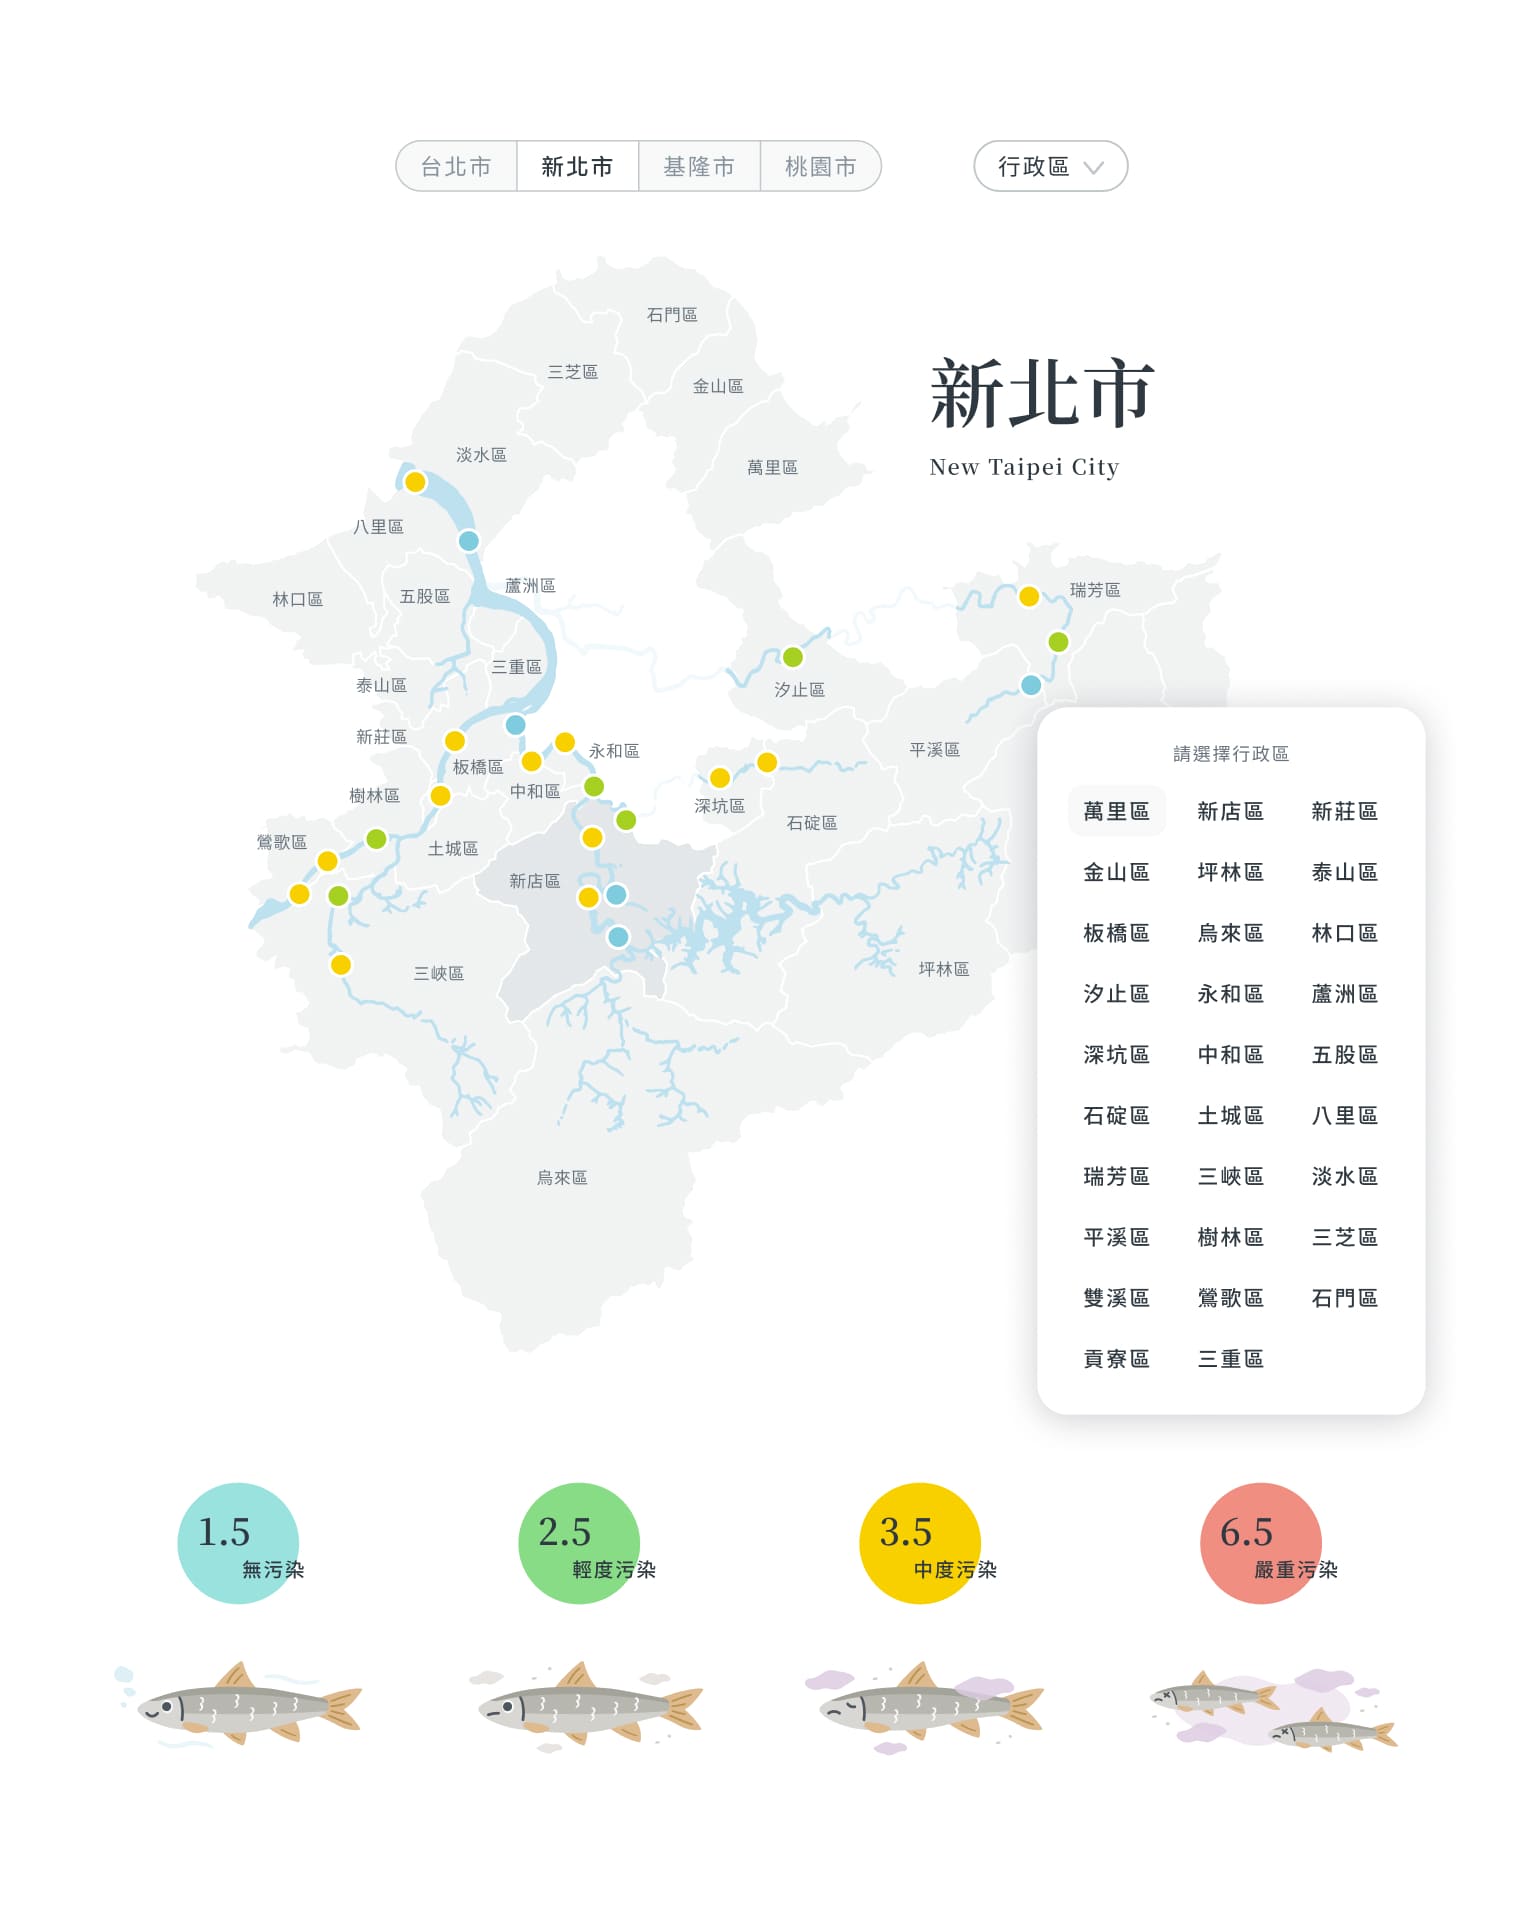 台北市 新北市 基隆市 桃園市 行政區
石門區
三芝區
金山區
新北市
New Taipei City
淡水區
萬里區
八里區
蘆洲區
瑞芳區
林口區
五股區
三重區
泰山區
汐止區
新莊區
永和區
平溪區
板橋區
中和區
樹林區
深坑區
石碇區
鶯歌區
土城區
新店區
三峽區
坪林區
烏來區
請選擇行政區
萬里區 新店區 新莊區
金山區 坪林區 泰山區
板橋區 烏來區 林口區
汐止區 永和區 蘆洲區
深坑區 中和區 五股區
石碇區 土城區 八里區
瑞芳區 三峽區 淡水區
平溪區 樹林區 三芝區
雙溪區 鶯歌區 石門區
貢寮區 三重區
1.5
無污染
2.5
輕度污染
3.5
中度污染
6.5
嚴重污染